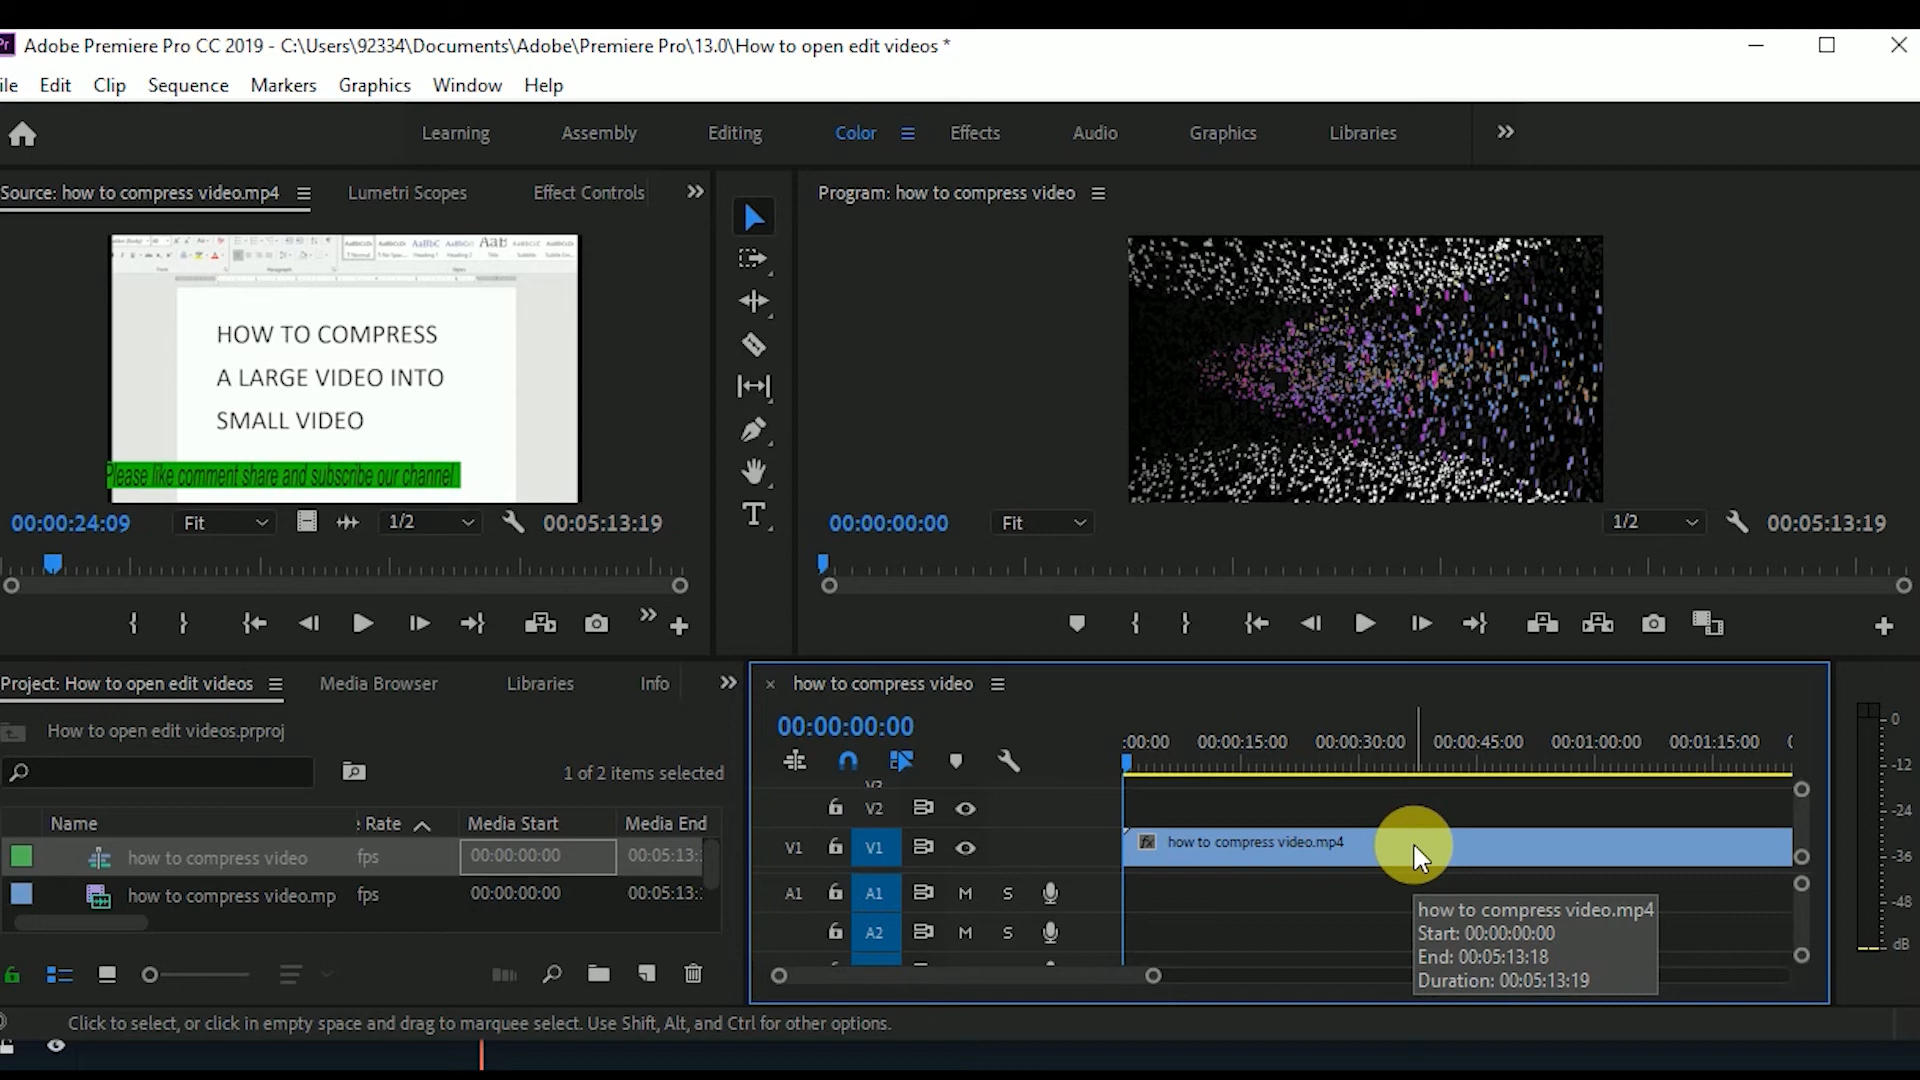 Pr Adobe Premiere Pro CC 2019 - C:\Users\92334\Documents\Adobe\Premiere Pro\13.0\How to open edit videos *
ile Edit Clip Sequence Markers Graphics Window Help
Learning Assembly Editing Color Effects Audio Graphics Libraries
Source: how to compress video.mp4 Lumetri Scopes Effect Controls
Program: how to compress video
HOW TO COMPRESS
A LARGE VIDEO INTO
SMALL VIDEO
Please like comment share and subscribe our channel
T
00:00:24:09 Fit 1/2 00:05:13:19
00:00:00:00 Fit 1/2 00:05:13:19
Project: How to open edit videos Media Browser Libraries Info
How to open edit videos.prproj
1 of 2 items selected
Name Rate Media Start Media End
how to compress video fps 00:00:00:00 00:05:13:
how to compress video.mp fps 00:00:00:00 00:05:13:
how to compress video
00:00:00:00
:00:00 00:00:15:00 00:00:30:00 00:00:45:00 00:01:00:00 00:01:15:00
V2
V1 V1 fx how to compress video.mp4
A1 A1 M S
A2 M S
how to compress video.mp4
Start: 00:00:00:00
End: 00:05:13:18
Duration: 00:05:13:19
0
-12
-24
-36
-48
dB
Click to select, or click in empty space and drag to marquee select. Use Shift, Alt, and Ctrl for other options.